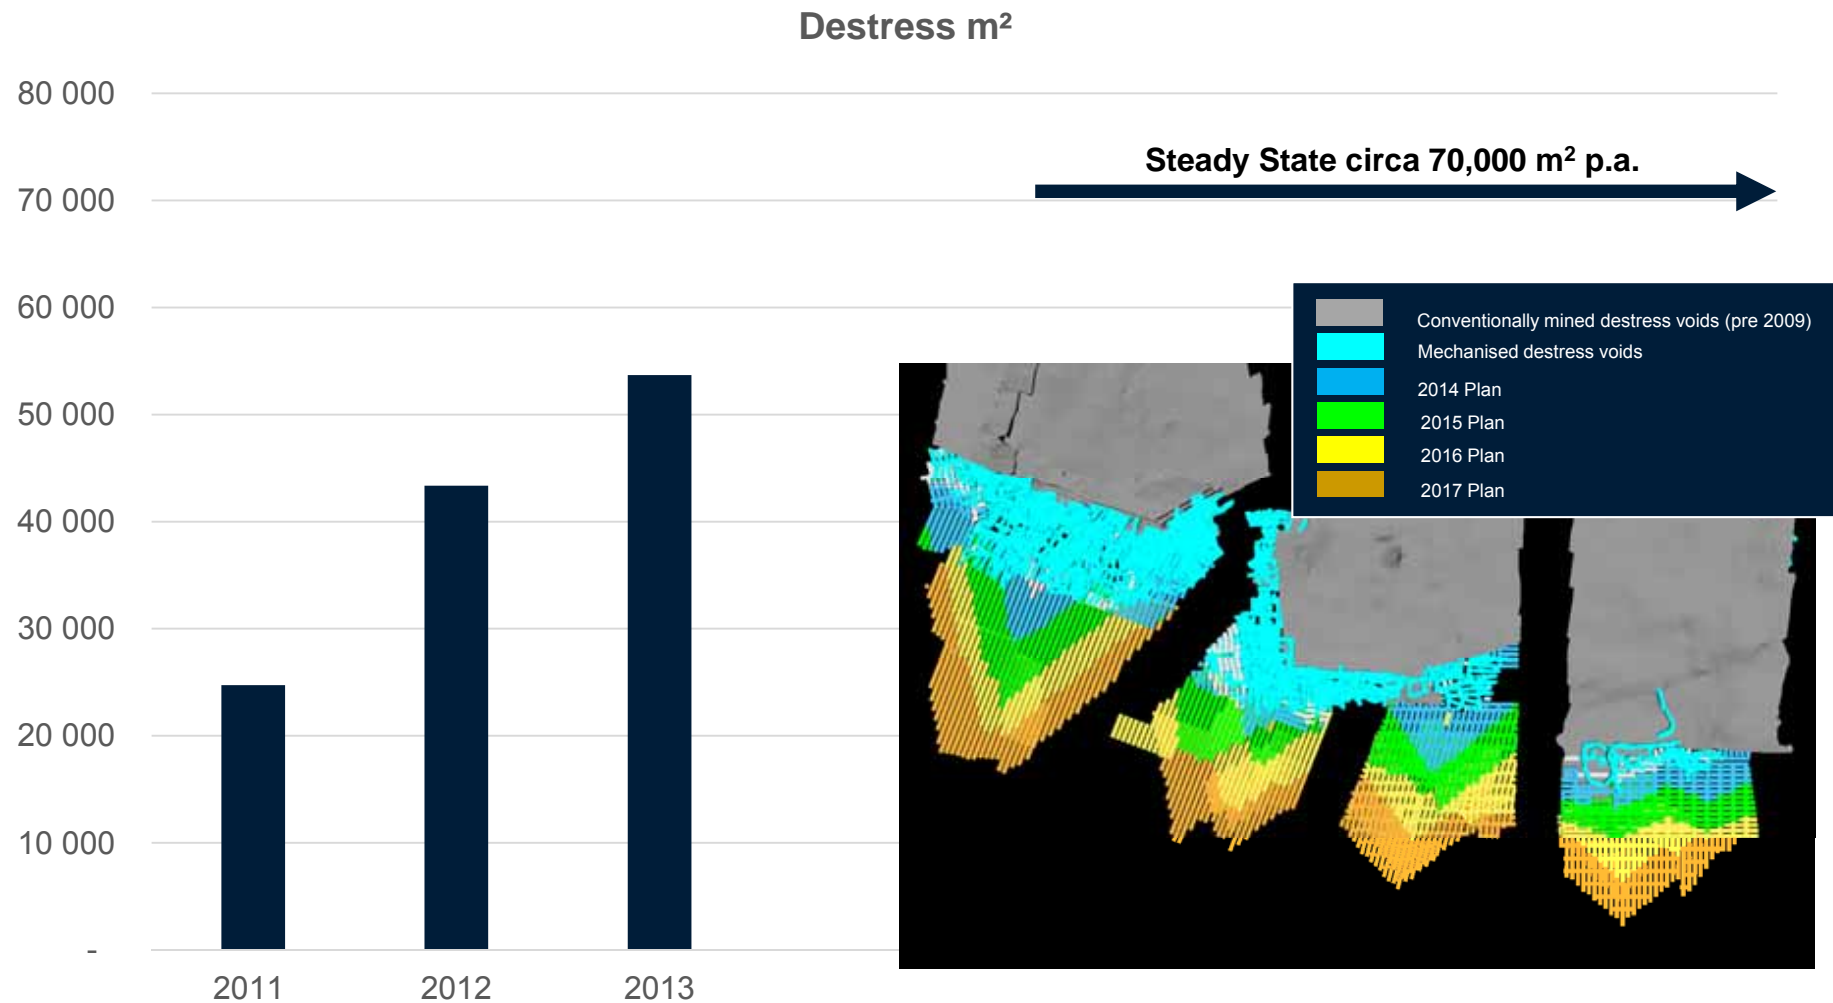 Destress m²
80 000
70 000
60 000
50 000
40 000
30 000
20 000
10 000
-
2011 2012 2013
Steady State circa 70,000 m² p.a.
Conventionally mined destress voids (pre 2009)
Mechanised destress voids
2014 Plan
2015 Plan
2016 Plan
2017 Plan